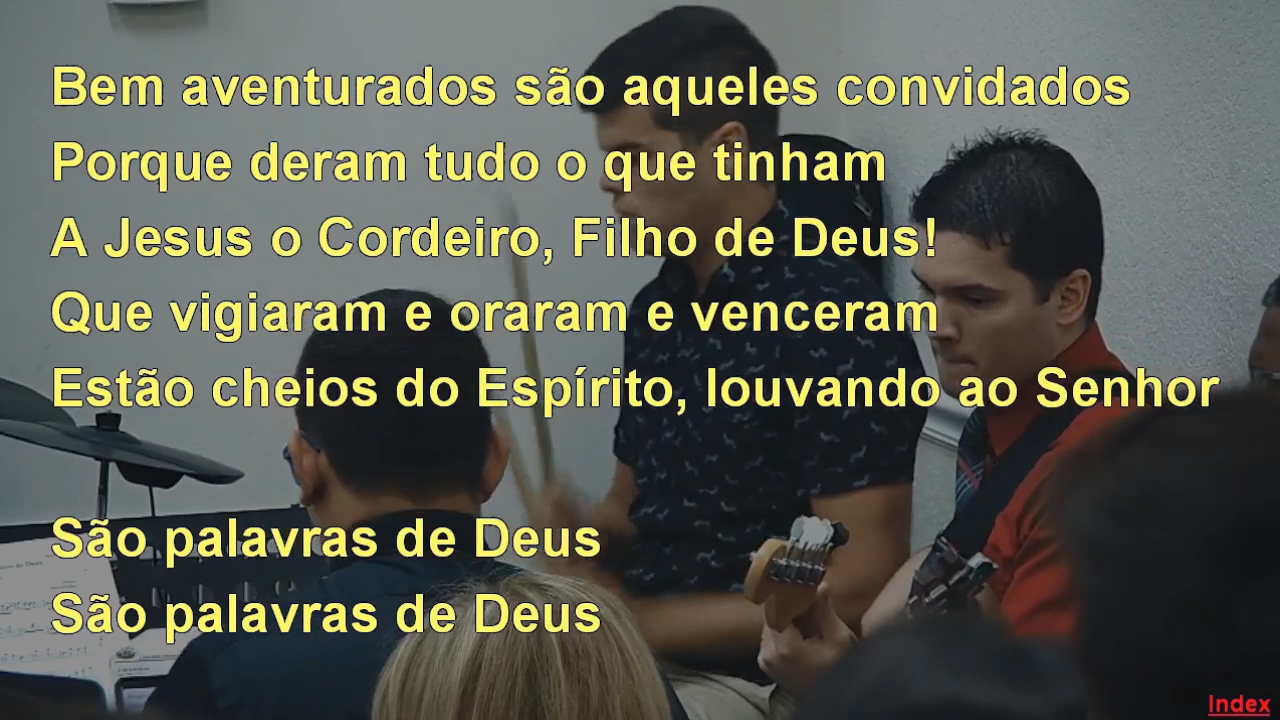 Bem aventurados são aqueles convidados
Porque deram tudo o que tinham
A Jesus o Cordeiro, Filho de Deus!
Que vigiaram e oraram e venceram
Estão cheios do Espírito, louvando ao Senhor
São palavras de Deus
São palavras de Deus
Index